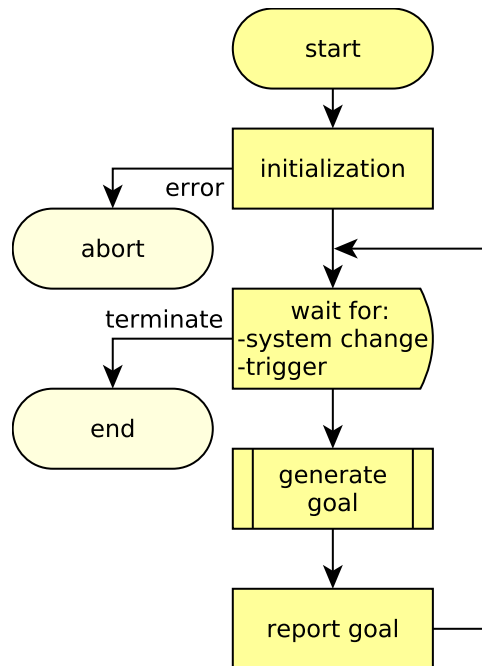 start
initialization
error
abort
wait for:
terminate
-system change
-trigger
end
generate
goal
report goal